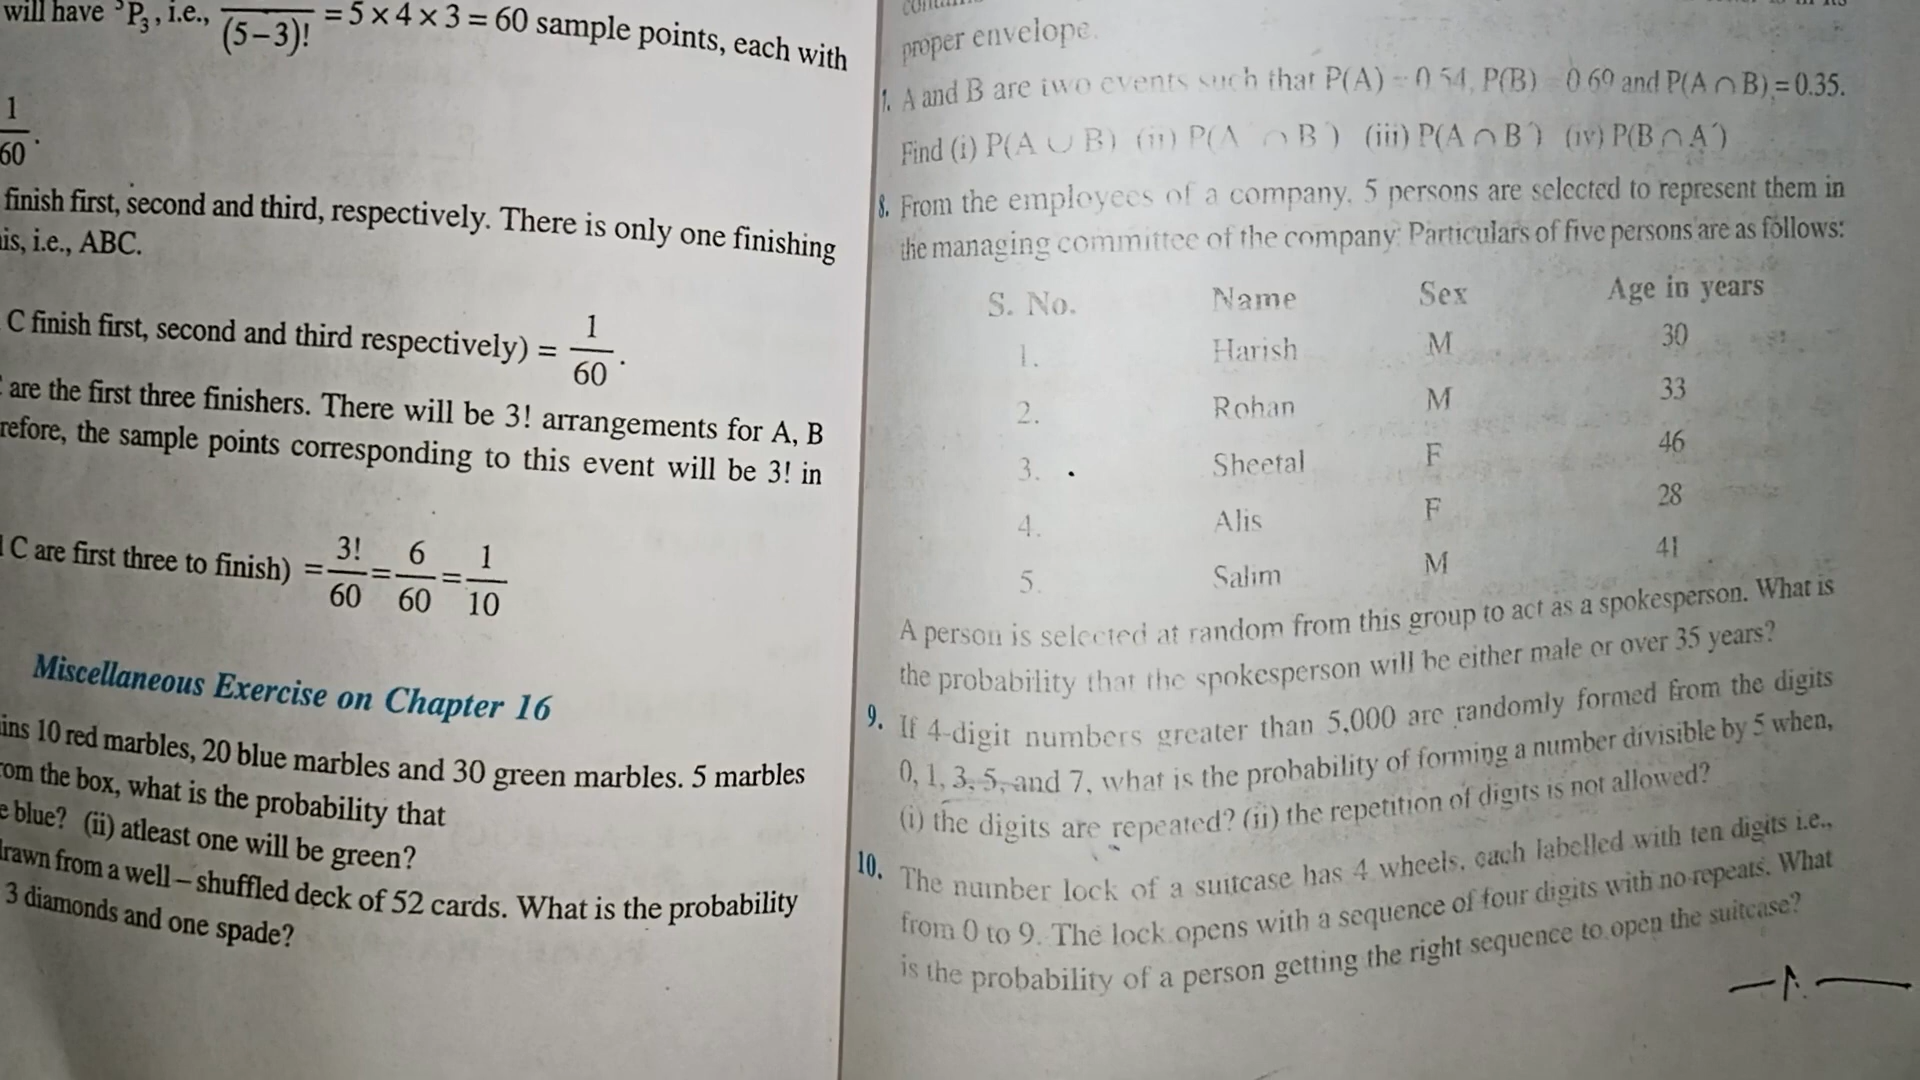 will have ⁵P₃, i.e., (5–3)! = 5 × 4 × 3 = 60 sample points, each with
1
60 .
finish first, second and third, respectively. There is only one finishing
is, i.e., ABC.
C finish first, second and third respectively) = 1/60 .
are the first three finishers. There will be 3! arrangements for A, B
refore, the sample points corresponding to this event will be 3! in
C are first three to finish) = 3!/60 = 6/60 = 1/10
Miscellaneous Exercise on Chapter 16
ins 10 red marbles, 20 blue marbles and 30 green marbles. 5 marbles
rom the box, what is the probability that
e blue? (ii) atleast one will be green?
drawn from a well – shuffled deck of 52 cards. What is the probability
3 diamonds and one spade?
proper envelope.
7. A and B are two events such that P(A) = 0.54, P(B) = 0.69 and P(A ∩ B) = 0.35.
Find (i) P(A ∪ B) (ii) P(A´ ∩ B´) (iii) P(A ∩ B´) (iv) P(B ∩ A´)
8. From the employees of a company, 5 persons are selected to represent them in
the managing committee of the company. Particulars of five persons are as follows:
S. No. Name Sex Age in years
1. Harish M 30
2. Rohan M 33
3. Sheetal F 46
4. Alis F 28
5. Salim M 41
A person is selected at random from this group to act as a spokesperson. What is
the probability that the spokesperson will be either male or over 35 years?
9. If 4-digit numbers greater than 5,000 are randomly formed from the digits
0, 1, 3, 5, and 7, what is the probability of forming a number divisible by 5 when,
(i) the digits are repeated? (ii) the repetition of digits is not allowed?
10. The number lock of a suitcase has 4 wheels, each labelled with ten digits i.e.,
from 0 to 9. The lock opens with a sequence of four digits with no repeats. What
is the probability of a person getting the right sequence to open the suitcase?